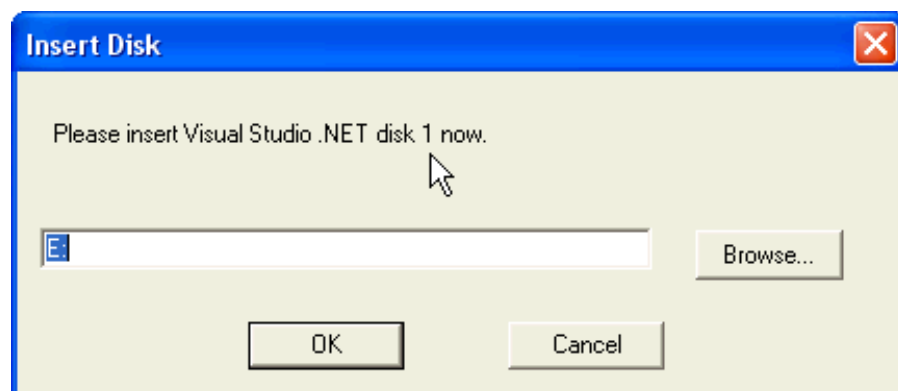 Insert Disk
Please insert Visual Studio .NET disk 1 now.
E:
Browse...
OK
Cancel